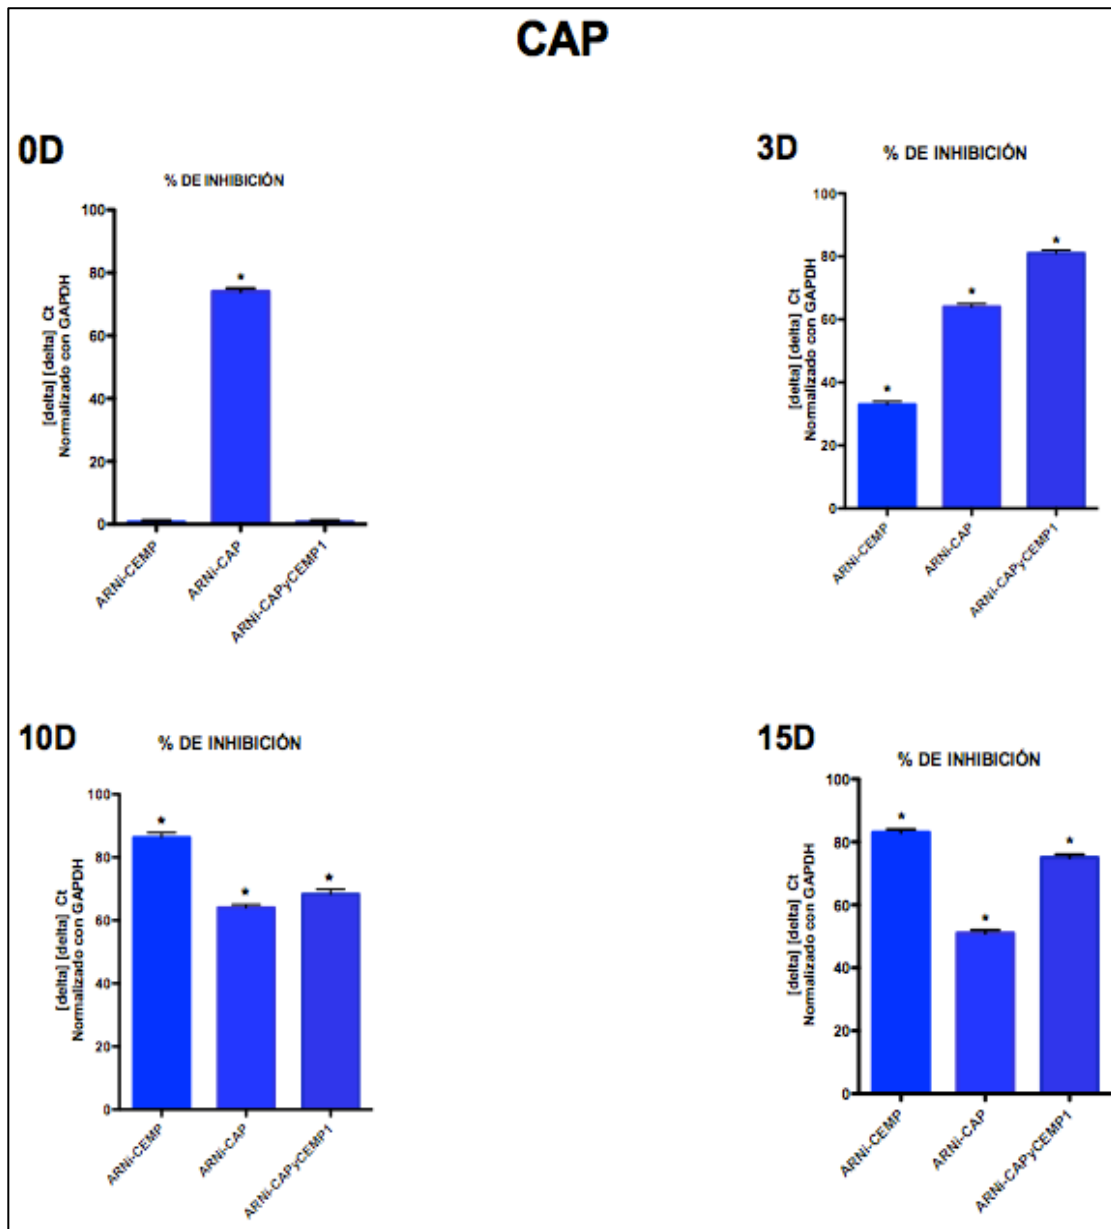 CAP
0D
% DE INHIBICIÓN
[delta] [delta] Ct
Normalizado con GAPDH
100
80
60
40
20
0
*
ARNi-CEMP
ARNi-CAP
ARNi-CAPyCEMP1
3D
% DE INHIBICIÓN
[delta] [delta] Ct
Normalizado con GAPDH
100
80
60
40
20
0
*
*
*
ARNi-CEMP
ARNi-CAP
ARNi-CAPyCEMP1
10D
% DE INHIBICIÓN
[delta] [delta] Ct
Normalizado con GAPDH
100
80
60
40
20
0
*
*
*
ARNi-CEMP
ARNi-CAP
ARNi-CAPyCEMP1
15D
% DE INHIBICIÓN
[delta] [delta] Ct
Normalizado con GAPDH
100
80
60
40
20
0
*
*
*
ARNi-CEMP
ARNi-CAP
ARNi-CAPyCEMP1